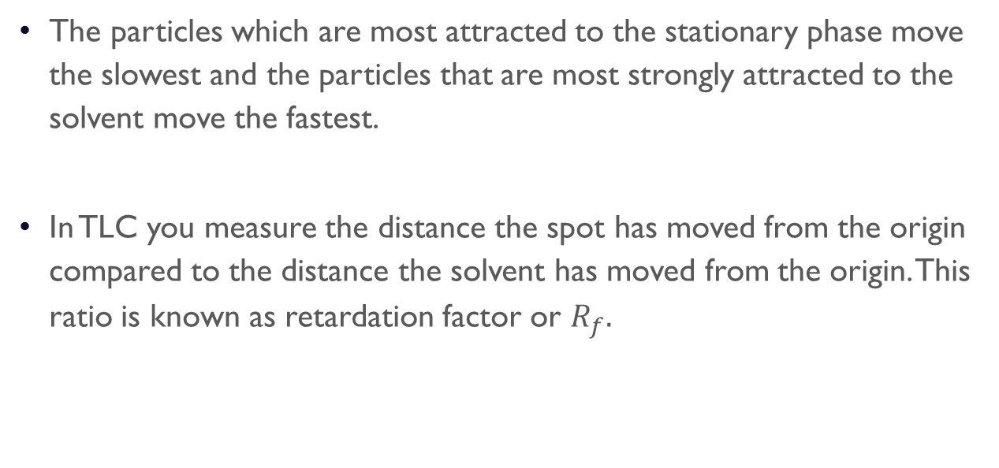 • The particles which are most attracted to the stationary phase move
the slowest and the particles that are most strongly attracted to the
solvent move the fastest.
• In TLC you measure the distance the spot has moved from the origin
compared to the distance the solvent has moved from the origin. This
ratio is known as retardation factor or R_f.